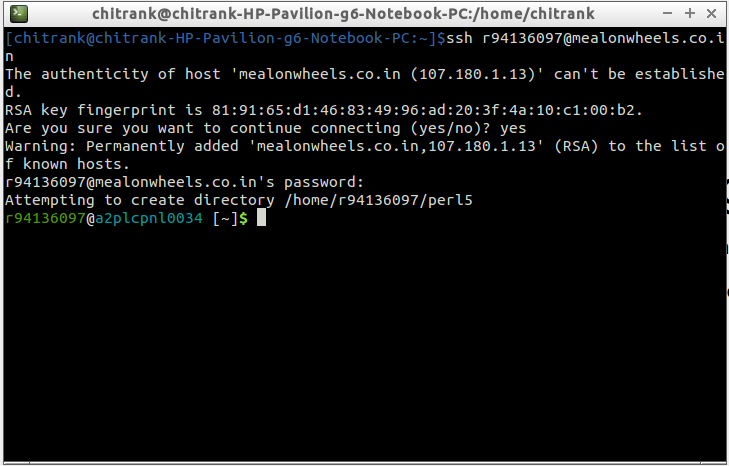 chitrank@chitrank-HP-Pavilion-g6-Notebook-PC:/home/chitrank
[chitrank@chitrank-HP-Pavilion-g6-Notebook-PC:~]$ssh r94136097@mealonwheels.co.i
n
The authenticity of host 'mealonwheels.co.in (107.180.1.13)' can't be establishe
d.
RSA key fingerprint is 81:91:65:d1:46:83:49:96:ad:20:3f:4a:10:c1:00:b2.
Are you sure you want to continue connecting (yes/no)? yes
Warning: Permanently added 'mealonwheels.co.in,107.180.1.13' (RSA) to the list o
f known hosts.
r94136097@mealonwheels.co.in's password:
Attempting to create directory /home/r94136097/perl5
r94136097@a2plcpnl0034 [~]$